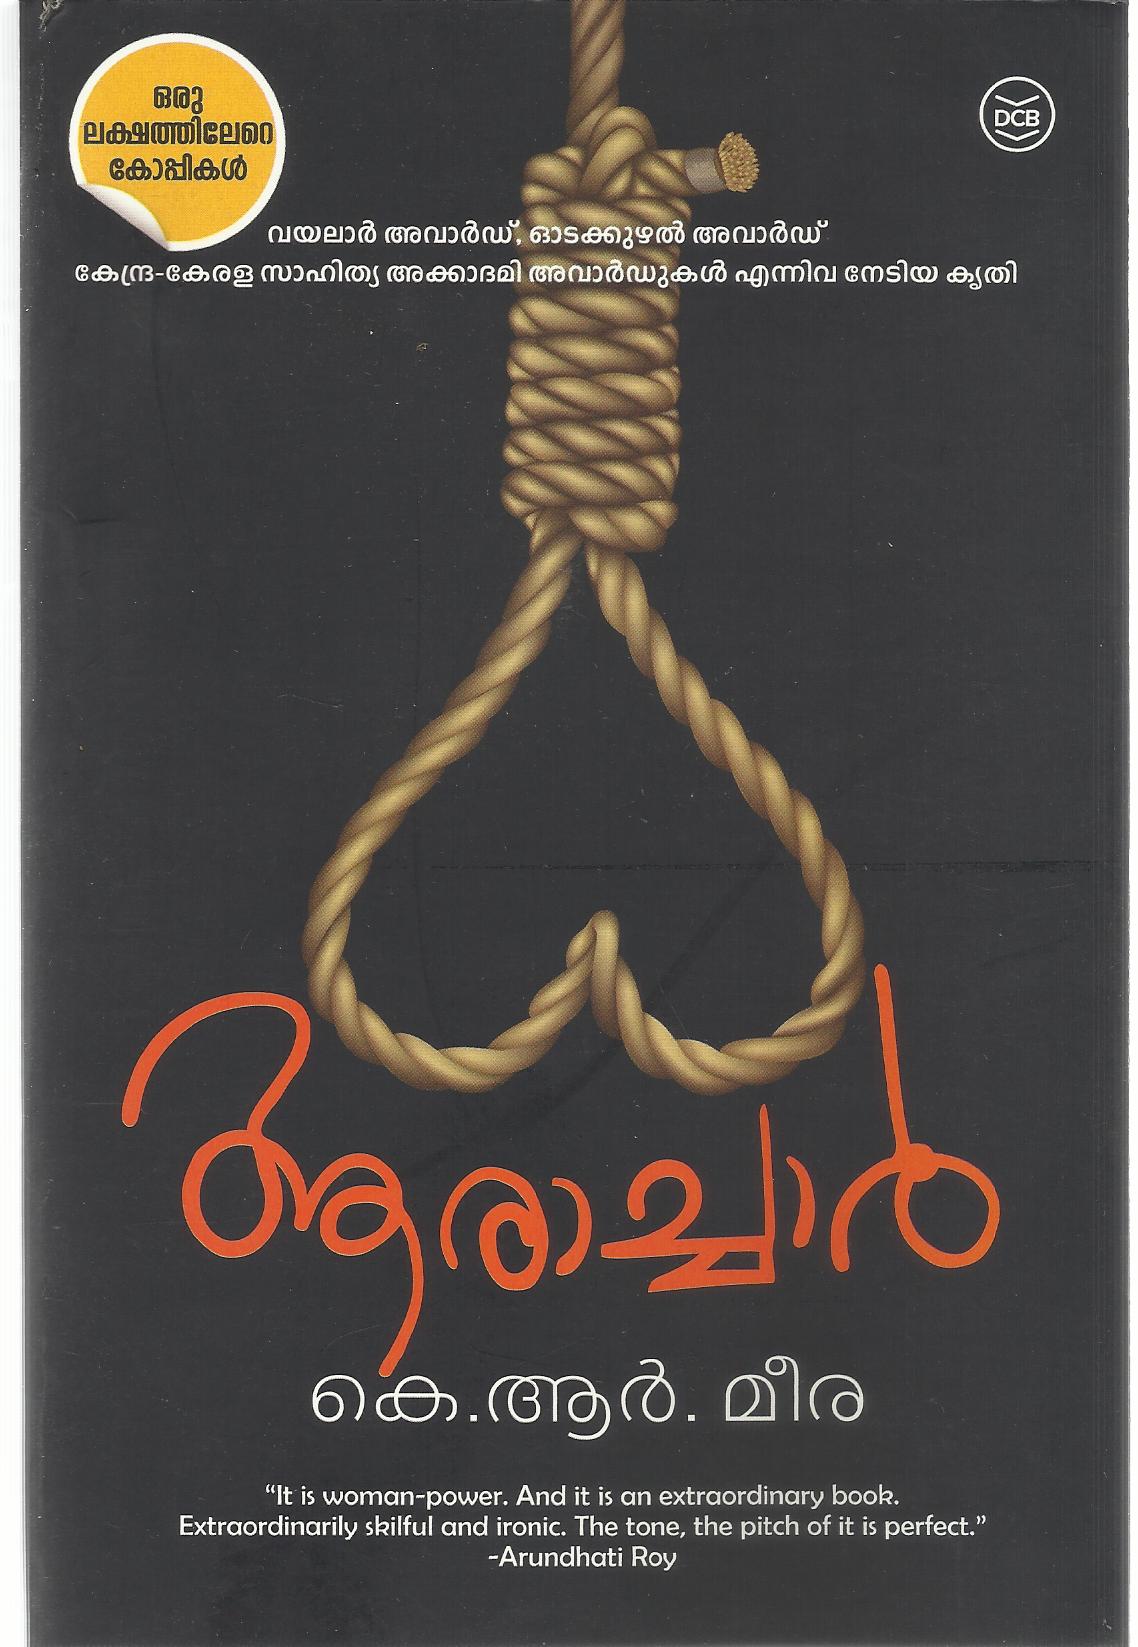 ഒരു
ലക്ഷത്തിലേറെ
കോപ്പികൾ
DCB
വയലാർ അവാർഡ്, ഓടക്കുഴൽ അവാർഡ്
കേന്ദ്ര-കേരള സാഹിത്യ അക്കാദമി അവാർഡുകൾ എന്നിവ നേടിയ കൃതി
ആരാച്ചാർ
കെ.ആർ. മീര
“It is woman-power. And it is an extraordinary book.
Extraordinarily skilful and ironic. The tone, the pitch of it is perfect.”
-Arundhati Roy